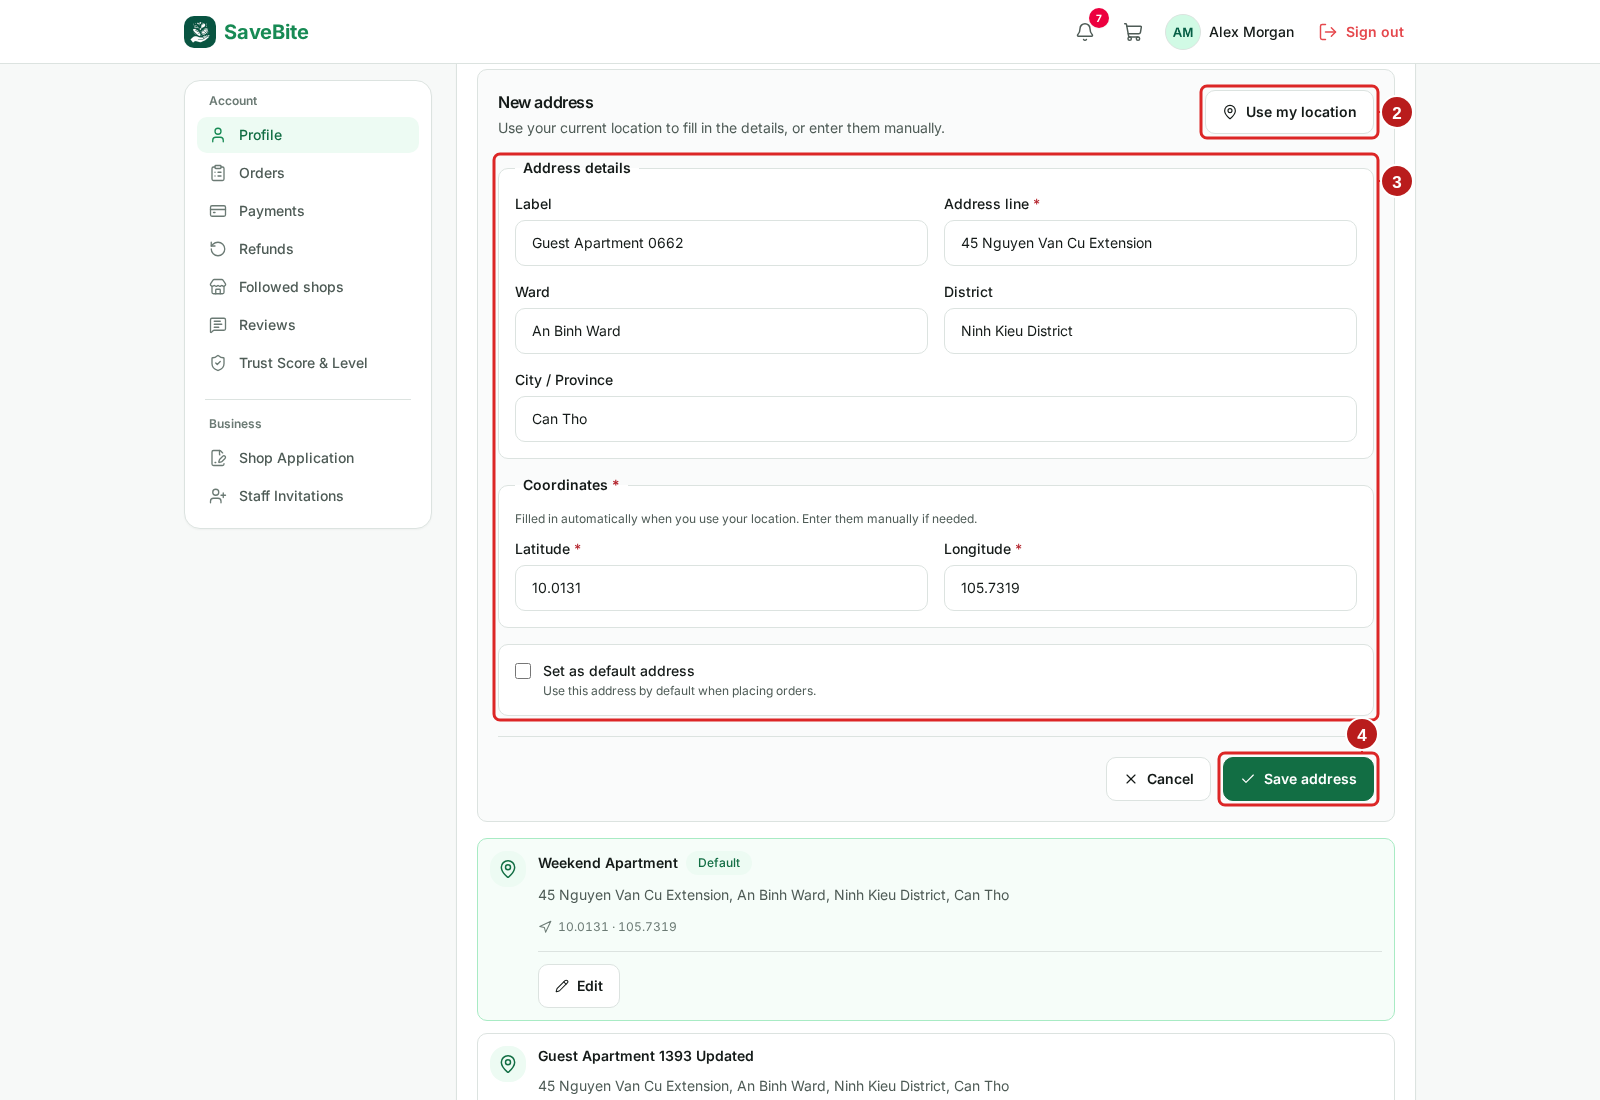 SaveBite
7
AM
Alex Morgan
Sign out
Account
Profile
Orders
Payments
Refunds
Followed shops
Reviews
Trust Score & Level
Business
Shop Application
Staff Invitations
New address
Use your current location to fill in the details, or enter them manually.
Use my location
2
Address details
3
Label
Address line *
Guest Apartment 0662
45 Nguyen Van Cu Extension
Ward
District
An Binh Ward
Ninh Kieu District
City / Province
Can Tho
Coordinates *
Filled in automatically when you use your location. Enter them manually if needed.
Latitude *
Longitude *
10.0131
105.7319
Set as default address
Use this address by default when placing orders.
4
Cancel
Save address
Weekend Apartment
Default
45 Nguyen Van Cu Extension, An Binh Ward, Ninh Kieu District, Can Tho
10.0131 · 105.7319
Edit
Guest Apartment 1393 Updated
45 Nguyen Van Cu Extension, An Binh Ward, Ninh Kieu District, Can Tho